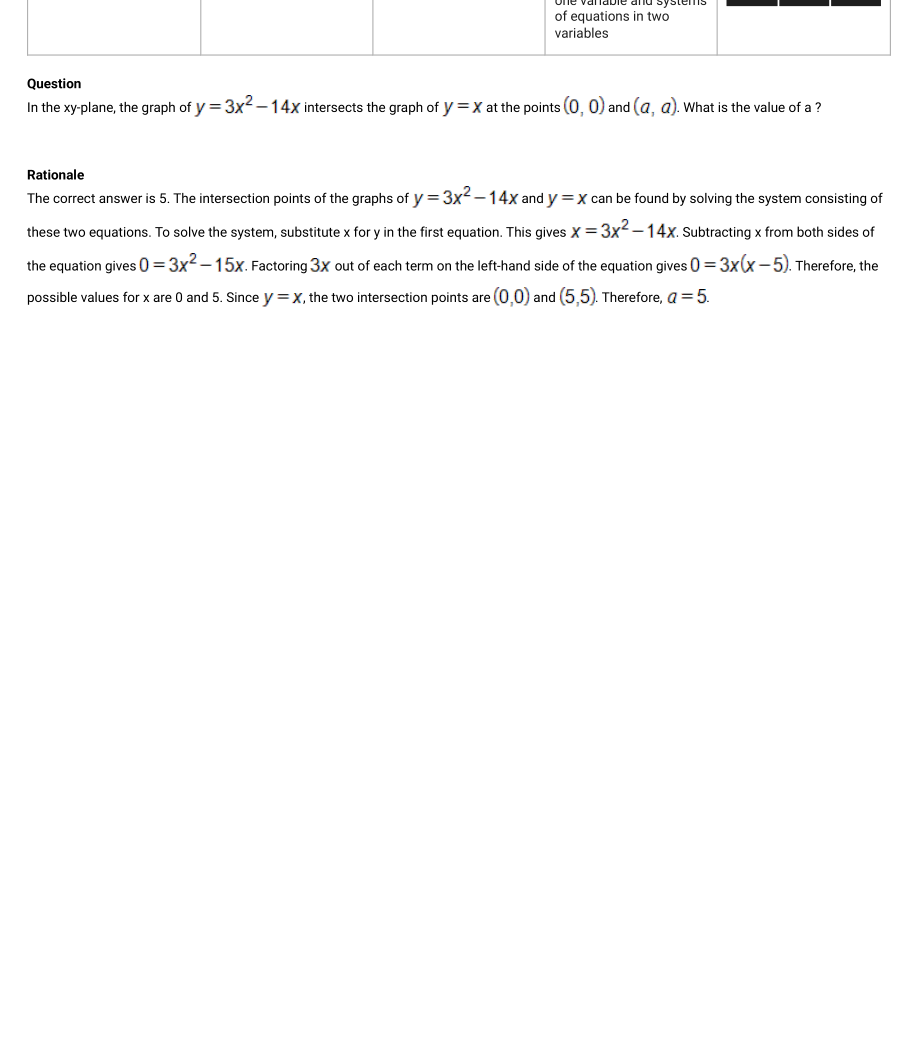 one variable and systems
of equations in two
variables
Question
In the xy-plane, the graph of y = 3x² – 14x intersects the graph of y = x at the points (0, 0) and (a, a). What is the value of a ?
Rationale
The correct answer is 5. The intersection points of the graphs of y = 3x² – 14x and y = x can be found by solving the system consisting of
these two equations. To solve the system, substitute x for y in the first equation. This gives x = 3x² – 14x. Subtracting x from both sides of
the equation gives 0 = 3x² – 15x. Factoring 3x out of each term on the left-hand side of the equation gives 0 = 3x(x – 5). Therefore, the
possible values for x are 0 and 5. Since y = x, the two intersection points are (0,0) and (5,5). Therefore, a = 5.